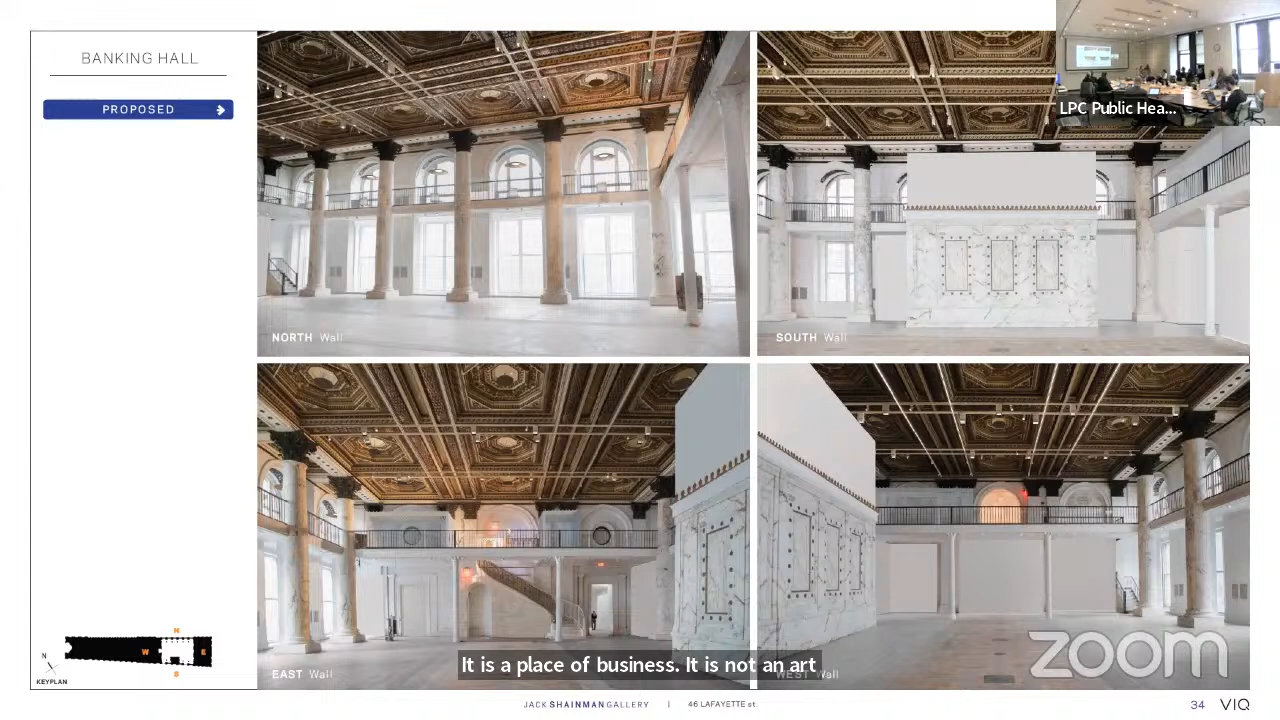 BANKING HALL
PROPOSED
LPC Public Hea...
NORTH Wall
SOUTH Wall
EAST Wall
WEST Wall
It is a place of business. It is not an art
zoom
N
W
E
S
N
KEYPLAN
JACK SHAINMAN GALLERY | 46 LAFAYETTE st.
34 VIQ